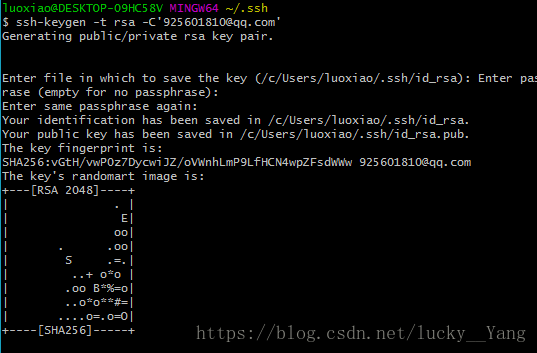 luoxiao@DESKTOP-O9HC58V MINGW64 ~/.ssh
$ ssh-keygen -t rsa -C'925601810@qq.com'
Generating public/private rsa key pair.
Enter file in which to save the key (/c/Users/luoxiao/.ssh/id_rsa): Enter pas
rase (empty for no passphrase):
Enter same passphrase again:
Your identification has been saved in /c/Users/luoxiao/.ssh/id_rsa.
Your public key has been saved in /c/Users/luoxiao/.ssh/id_rsa.pub.
The key fingerprint is:
SHA256:vGtH/vwPOz7DycwiJZ/oVWnhLmP9LfHCN4wpZFsdWWw 925601810@qq.com
The key's randomart image is:
+---[RSA 2048]----+
|               . |
|                E|
|               oo|
|       .      .oo|
|        S     .=.|
|         ..+ o*o |
|        .oo B*%=o|
|        ..o*o**#=|
|       ....o=.o=O|
+----[SHA256]-----+
https://blog.csdn.net/lucky__Yang